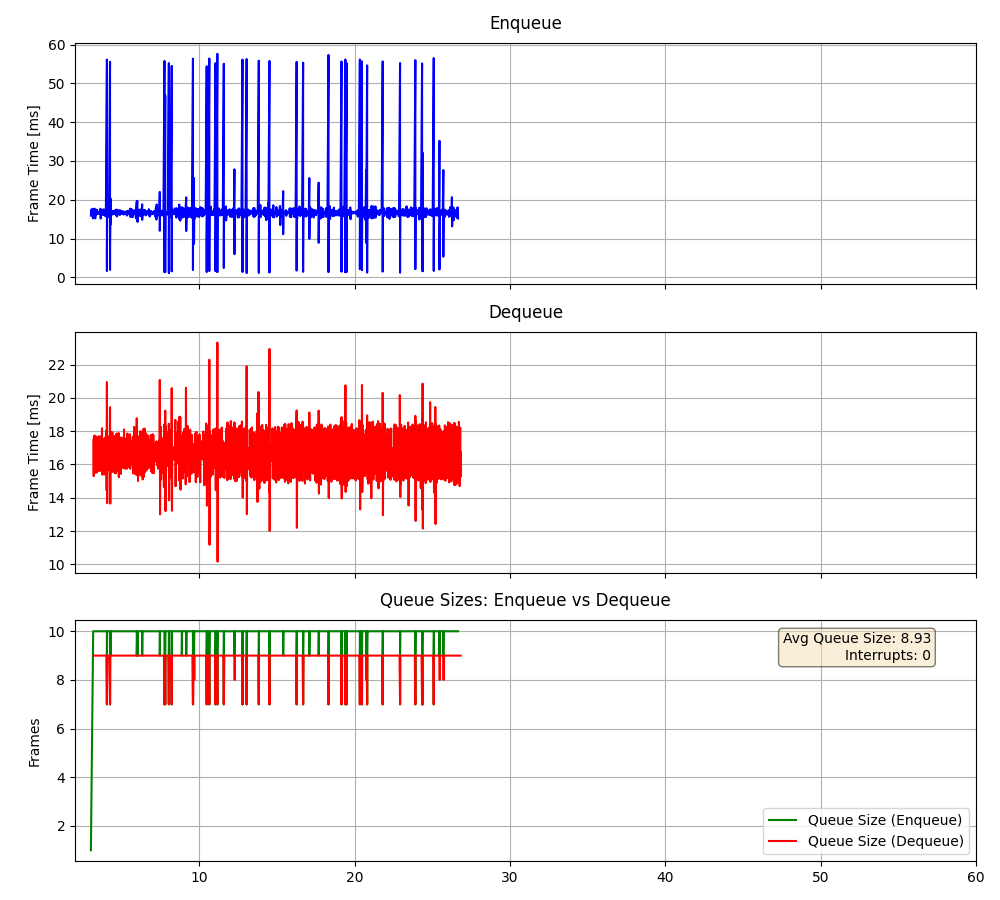 Enqueue
Frame Time [ms]
60
50
40
30
20
10
0
Dequeue
Frame Time [ms]
22
20
18
16
14
12
10
Queue Sizes: Enqueue vs Dequeue
Frames
10
8
6
4
2
Avg Queue Size: 8.93
Interrupts: 0
Queue Size (Enqueue)
Queue Size (Dequeue)
10 20 30 40 50 60